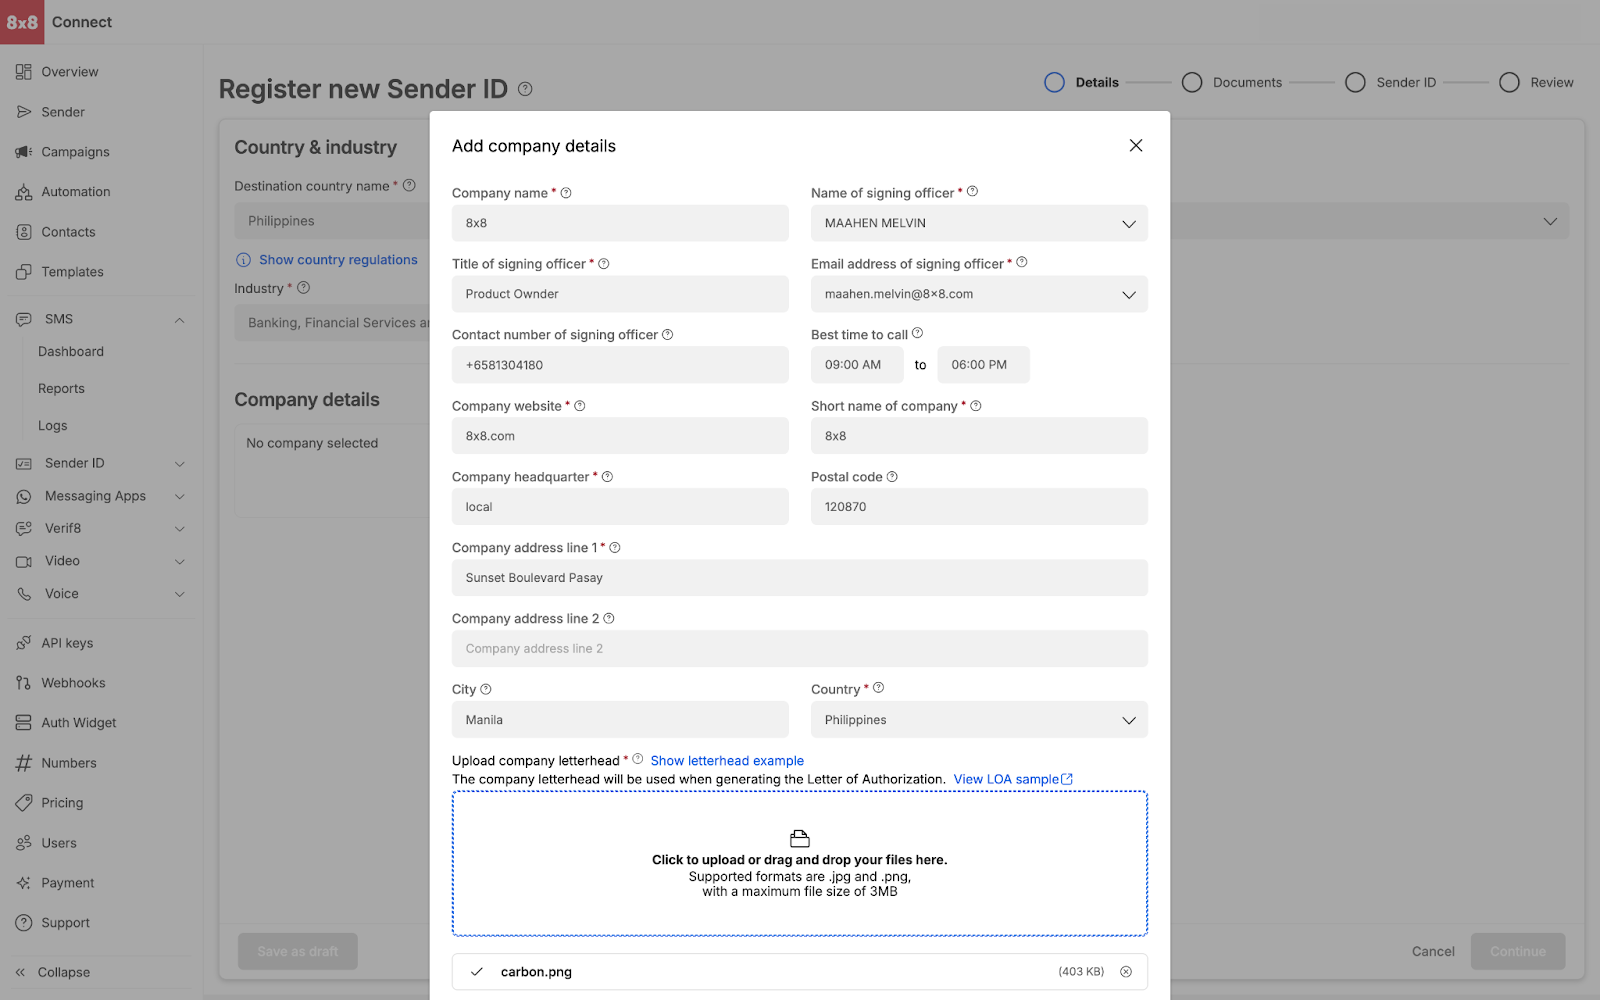 8x8 Connect
Overview
Sender
Campaigns
Automation
Contacts
Templates
SMS
Dashboard
Reports
Logs
Sender ID
Messaging Apps
Verif8
Video
Voice
API keys
Webhooks
Auth Widget
Numbers
Pricing
Users
Payment
Support
Collapse
Register new Sender ID
Details
Documents
Sender ID
Review
Country & industry
Destination country name *
Philippines
Show country regulations
Industry *
Banking, Financial Services
Company details
No company selected
Save as draft
Cancel
Continue
Add company details
Company name *
8x8
Name of signing officer *
MAAHEN MELVIN
Title of signing officer *
Product Ownder
Email address of signing officer *
maahen.melvin@8x8.com
Contact number of signing officer
+6581304180
Best time to call
09:00 AM to 06:00 PM
Company website *
8x8.com
Short name of company *
8x8
Company headquarter *
local
Postal code
120870
Company address line 1 *
Sunset Boulevard Pasay
Company address line 2
Company address line 2
City
Manila
Country *
Philippines
Upload company letterhead * Show letterhead example
The company letterhead will be used when generating the Letter of Authorization. View LOA sample
Click to upload or drag and drop your files here.
Supported formats are .jpg and .png,
with a maximum file size of 3MB
carbon.png (403 KB)